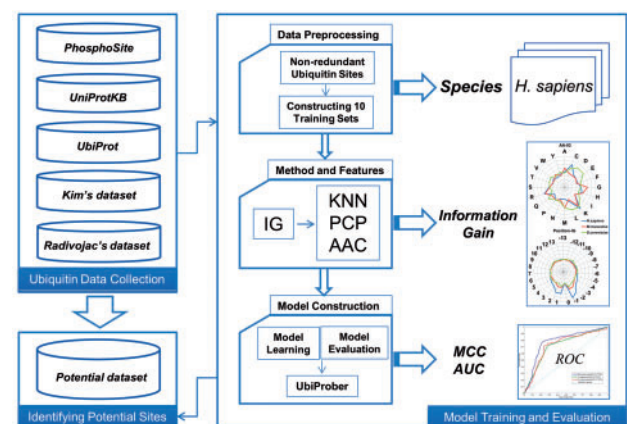 PhosphoSite
UniProtKB
UbiProt
Kim's dataset
Radivojac's dataset
Ubiquitin Data Collection
Potential dataset
Identifying Potential Sites
Data Preprocessing
Non-redundant
Ubiquitin Sites
Constructing 10
Training Sets
Species
H. sapiens
Method and Features
IG
KNN
PCP
AAC
Information
Gain
Model Construction
Model
Learning
Model
Evaluation
UbiProber
MCC
AUC
ROC
Model Training and Evaluation